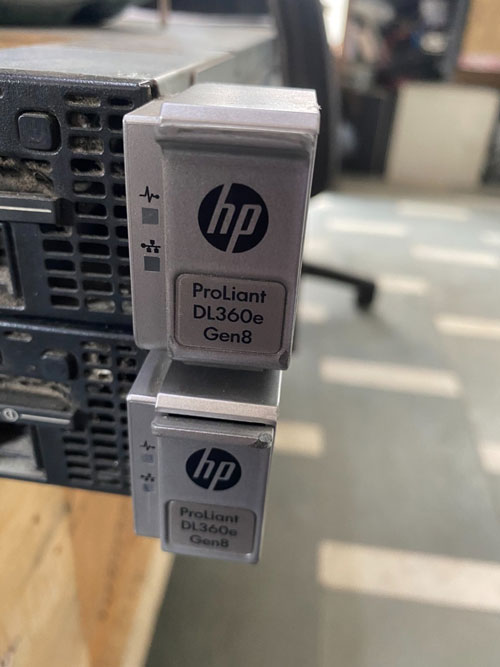 hp
ProLiant
DL360e
Gen8
hp
ProLiant
DL360e
Gen8